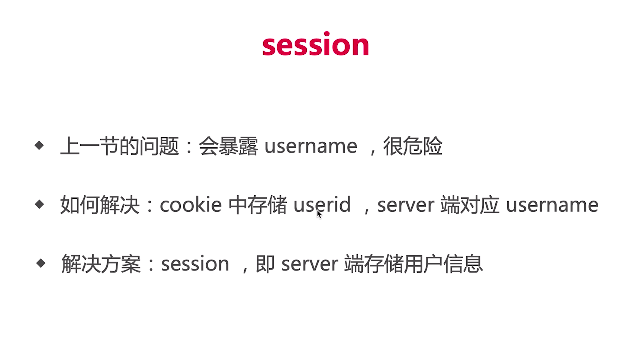 session
上一节的问题：会暴露 username ，很危险
如何解决：cookie 中存储 userid ，server 端对应 username
解决方案：session ，即 server 端存储用户信息